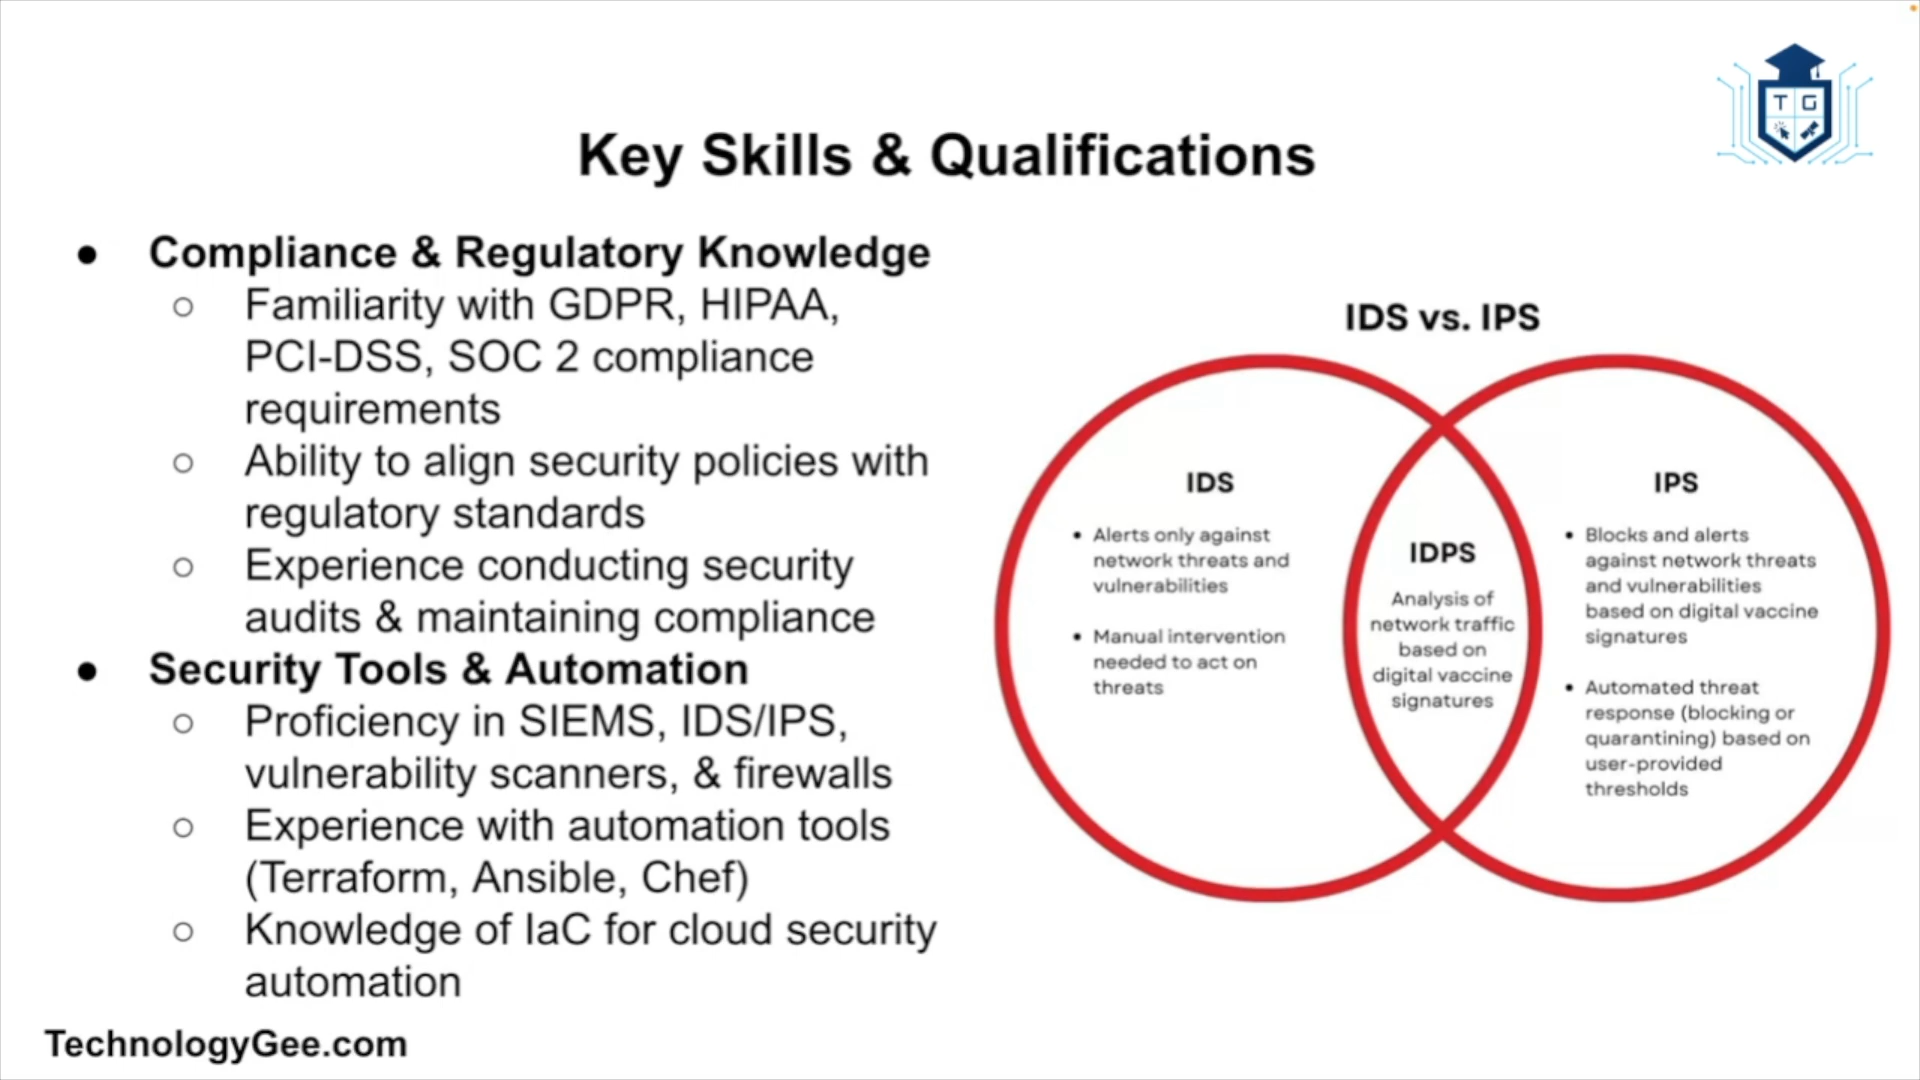 T G
Key Skills & Qualifications
● Compliance & Regulatory Knowledge
○ Familiarity with GDPR, HIPAA,
PCI-DSS, SOC 2 compliance
requirements
○ Ability to align security policies with
regulatory standards
○ Experience conducting security
audits & maintaining compliance
● Security Tools & Automation
○ Proficiency in SIEMS, IDS/IPS,
vulnerability scanners, & firewalls
○ Experience with automation tools
(Terraform, Ansible, Chef)
○ Knowledge of IaC for cloud security
automation
IDS vs. IPS
IDS
• Alerts only against
network threats and
vulnerabilities
• Manual intervention
needed to act on
threats
IDPS
Analysis of
network traffic
based on
digital vaccine
signatures
IPS
• Blocks and alerts
against network threats
and vulnerabilities
based on digital vaccine
signatures
• Automated threat
response (blocking or
quarantining) based on
user-provided
thresholds
TechnologyGee.com